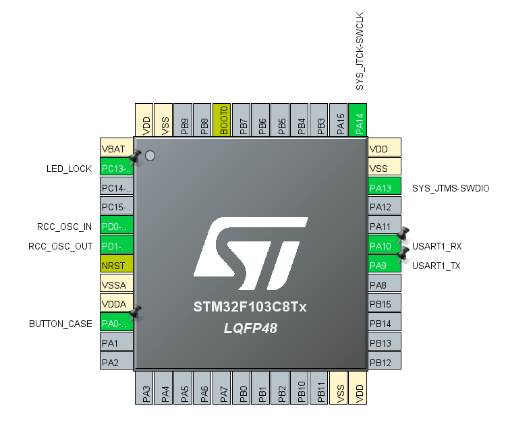 SYS_JTCK-SWCLK
VDD
VSS
PB9
PB8
BOOT0
PB7
PB6
PB5
PB4
PB3
PA15
PA14
VBAT
LED_LOCK PC13-..
PC14-
PC15-
RCC_OSC_IN PD0-..
RCC_OSC_OUT PD1-..
NRST
VSSA
VDDA
BUTTON_CASE PA0-..
PA1
PA2
ST
STM32F103C8Tx
LQFP48
VDD
VSS
PA13 SYS_JTMS-SWDIO
PA12
PA11
PA10 USART1_RX
PA9 USART1_TX
PA8
PB15
PB14
PB13
PB12
PA3
PA4
PA5
PA6
PA7
PB0
PB1
PB2
PB10
PB11
VSS
VDD